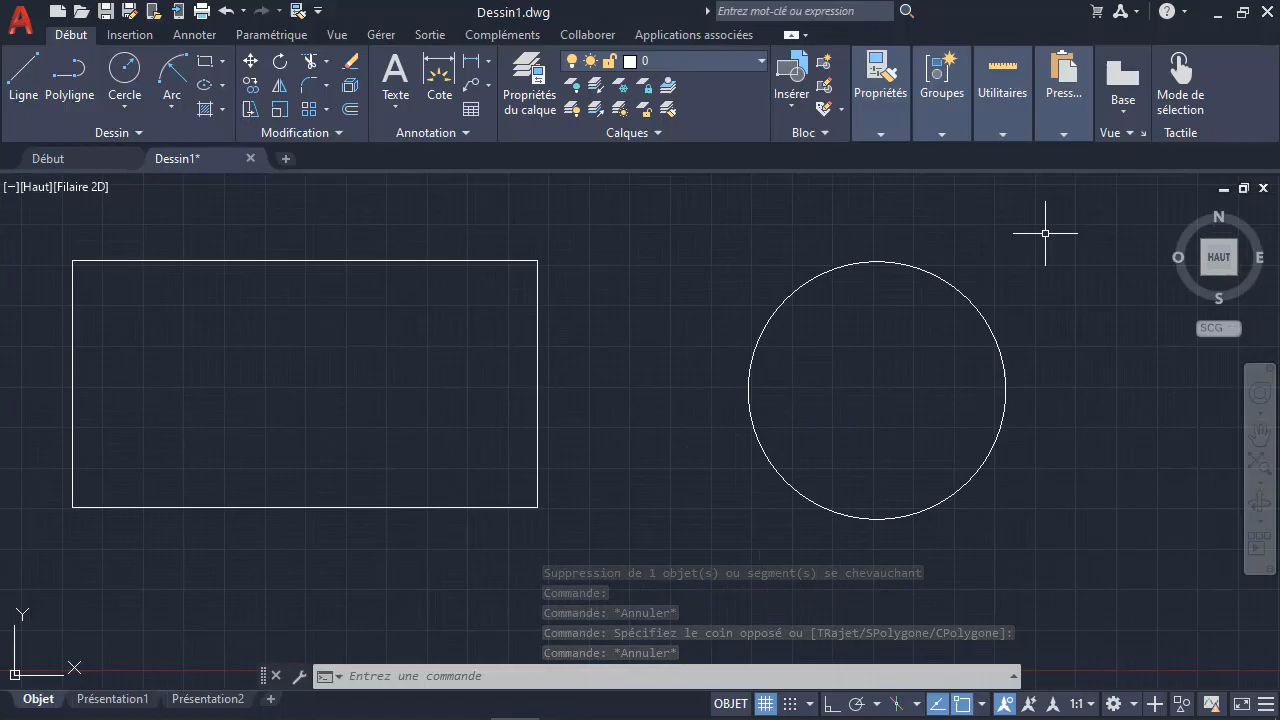 Dessin1.dwg
Entrez mot-clé ou expression
Début Insertion Annoter Paramétrique Vue Gérer Sortie Compléments Collaborer Applications associées
0
Ligne Polyligne Cercle Arc Texte Cote Propriétés du calque Insérer Propriétés Groupes Utilitaires Press... Base Mode de sélection
Dessin Modification Annotation Calques Bloc Vue Tactile
Début Dessin1*
[−][Haut][Filaire 2D]
N
O HAUT E
S
SCG
Suppression de 1 objet(s) ou segment(s) se chevauchant
Commande:
Commande: *Annuler*
Commande: Spécifiez le coin opposé ou [TRajet/SPolygone/CPolygone]:
Commande: *Annuler*
Y
X
Entrez une commande
Objet Présentation1 Présentation2
OBJET 1:1